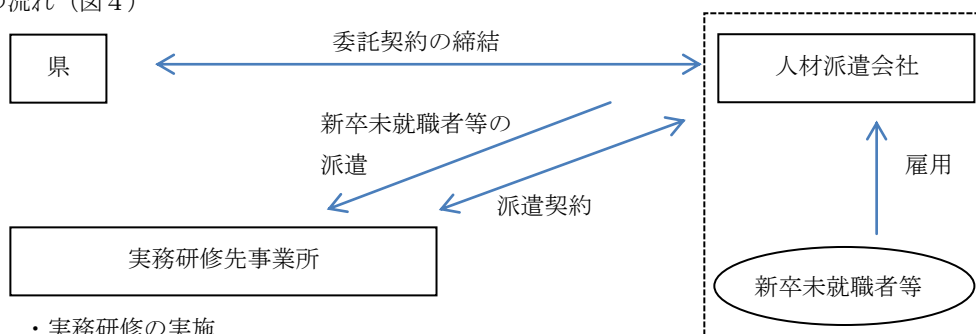 の流れ（図４）
県
委託契約の締結
人材派遣会社
新卒未就職者等の
派遣
雇用
派遣契約
実務研修先事業所
新卒未就職者等
・実務研修の実施